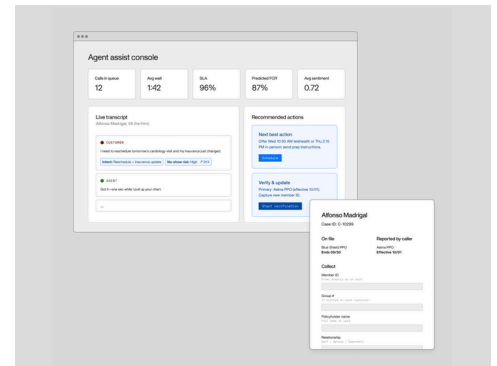 Agent assist console
Calls in queue
12
Avg wait
1:42
SLA
96%
Predicted FCR
87%
Avg sentiment
0.72
Live transcript
CUSTOMER
I need to reschedule tomorrow's cardiology visit and my insurance just changed.
Intent: Reschedule + Insurance update
No-show risk: High
AGENT
Got it—one sec while I pull up your chart.
...
Recommended actions
Next best action
Offer Wed 10:30 AM telehealth or Thu 2:15
PM in-person; send prep instructions.
Schedule
Verify & update
Primary: Aetna PPO (effective 10/01).
Capture new member ID.
Start verification
Alfonso Madrigal
Case ID: C-10299
On file
Blue Shield PPO
Ends 09/30
Reported by caller
Aetna PPO
Effective 10/01
Collect
Member ID
Group #
Policyholder name
Relationship